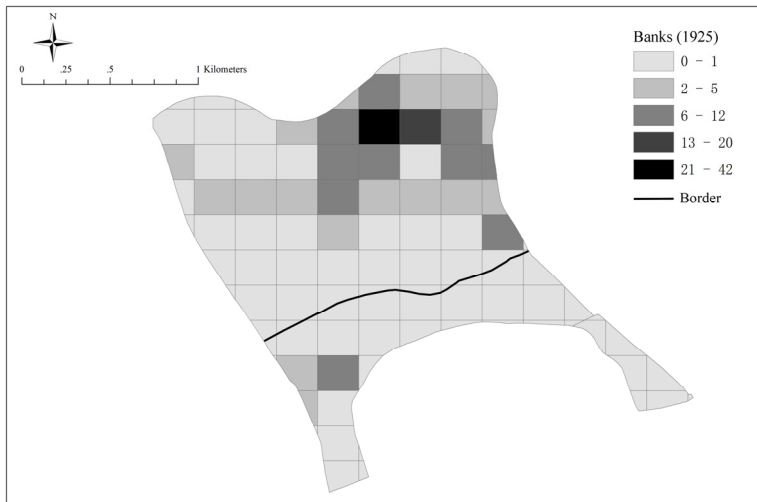 N
0 .25 .5 1 Kilometers
Banks (1925)
0 - 1
2 - 5
6 - 12
13 - 20
21 - 42
Border